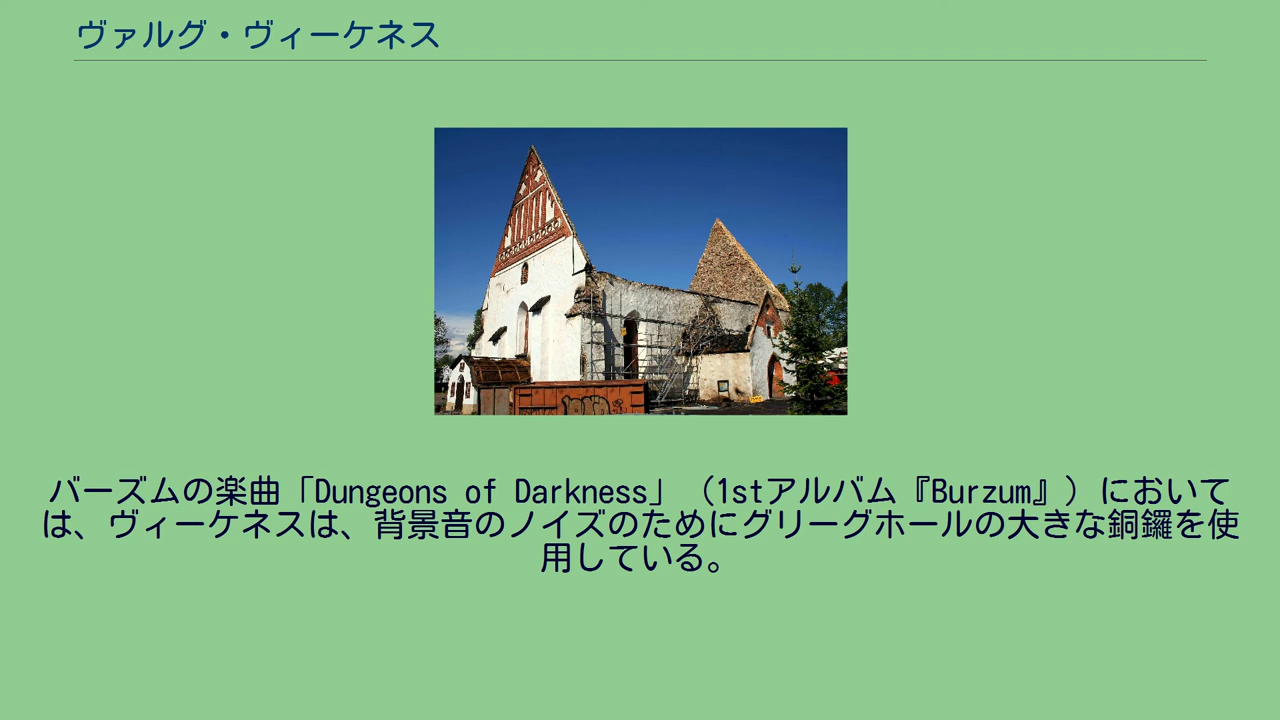 ヴァルグ・ヴィーケネス
バーズムの楽曲「Dungeons of Darkness」（1stアルバム『Burzum』）において
は、ヴィーケネスは、背景音のノイズのためにグリーグホールの大きな銅鑼を使
用している。